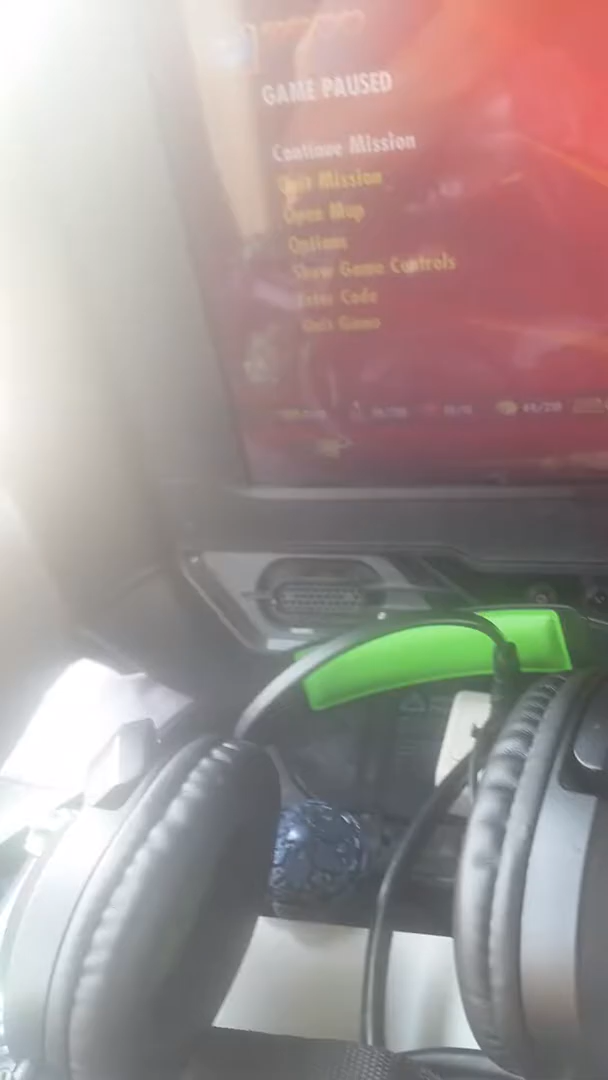 GAME PAUSED
Continue Mission
Quit Mission
Open Map
Options
Show Game Controls
Enter Code
Quit Game